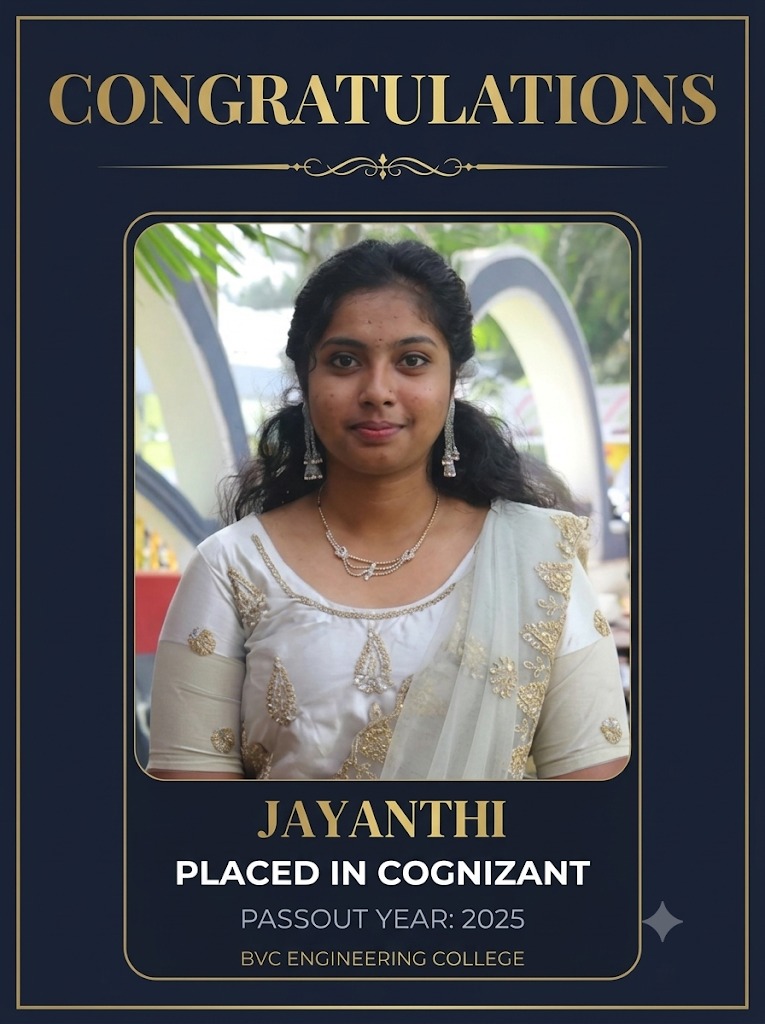 CONGRATULATIONS
JAYANTHI
PLACED IN COGNIZANT
PASSOUT YEAR: 2025
BVC ENGINEERING COLLEGE